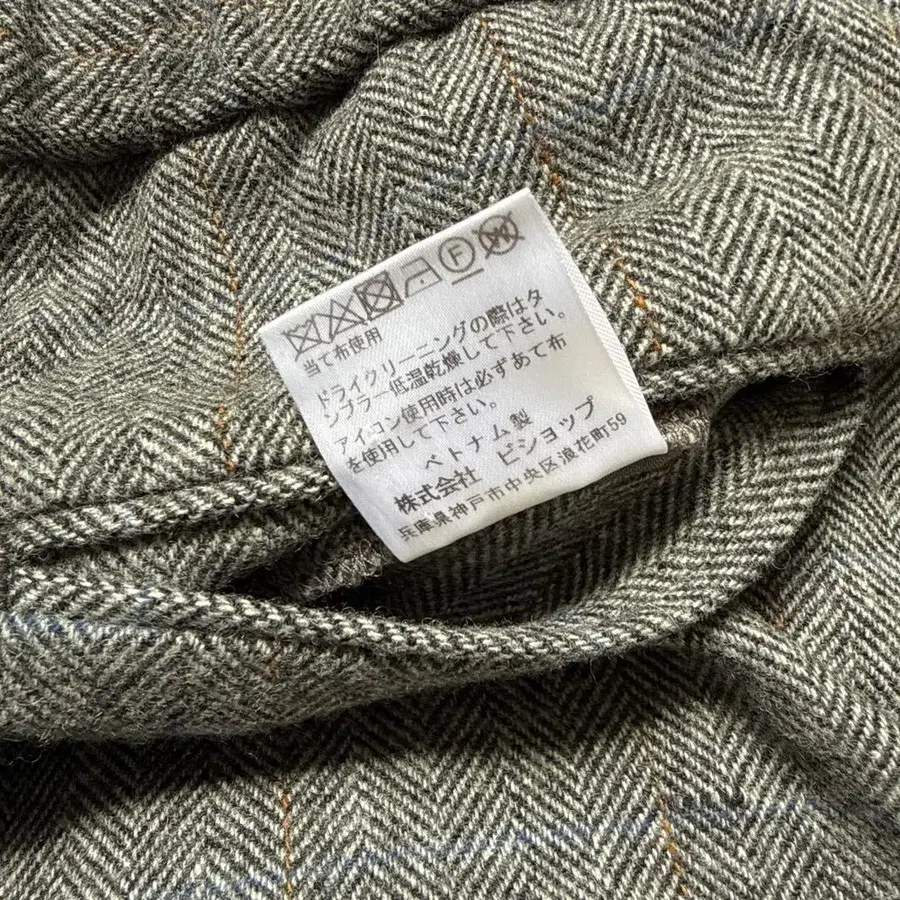 F W
当て布使用
ドライクリーニングの際はタ
ンブラー低温乾燥して下さい。
アイロン使用時は必ずあて布
を使用して下さい。
ベトナム製
株式会社 ビショップ
兵庫県神戸市中央区浪花町59